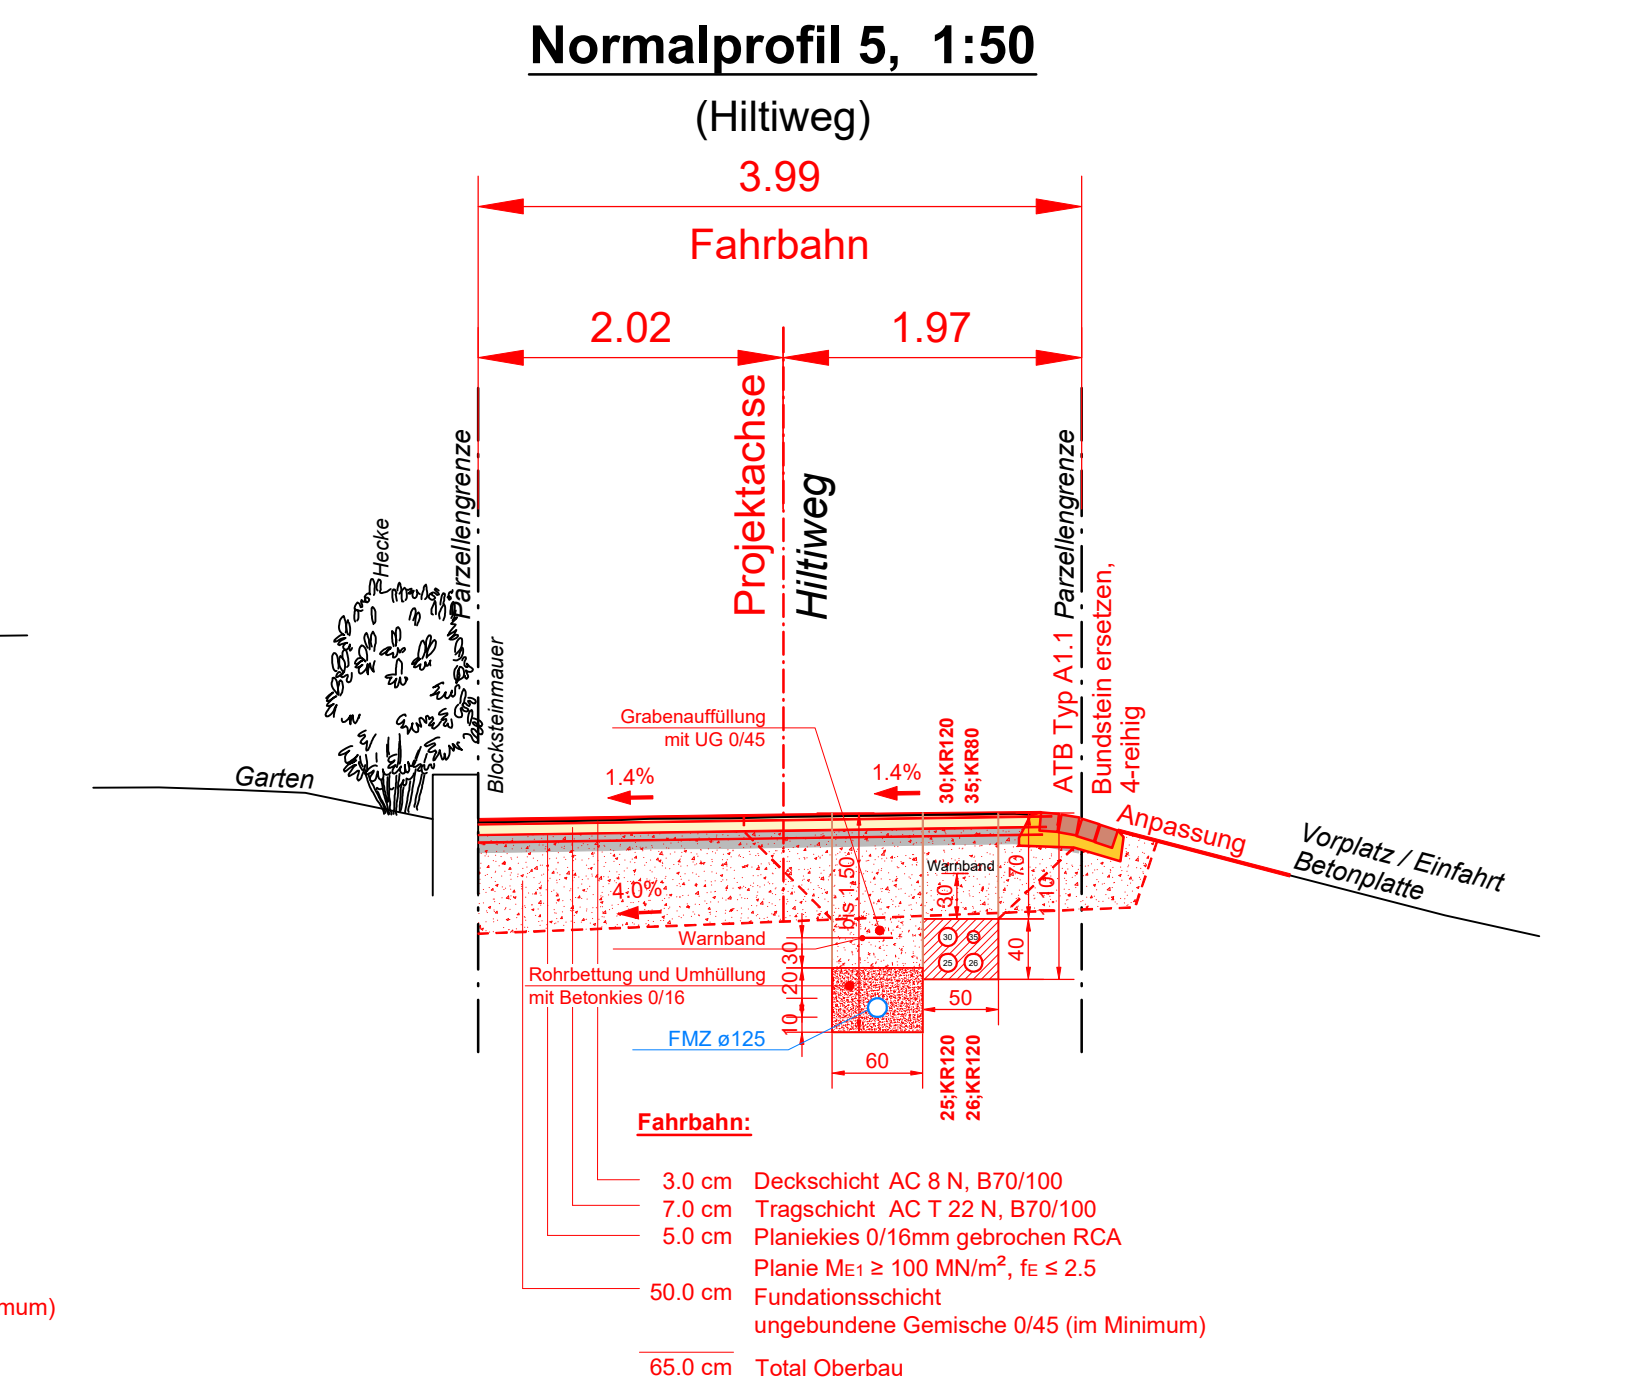 Normalprofil 5, 1:50
(Hiltiweg)
3.99
Fahrbahn
2.02
1.97
Projektachse
Hiltiweg
Parzellengrenze
Parzellengrenze
Hecke
Blocksteinmauer
Garten
ATB Typ A1.1
Bundstein ersetzen,
4-reihig
Grabenauffüllung
mit UG 0/45
30;KR120
35;KR80
1.4%
1.4%
Anpassung
Vorplatz / Einfahrt
Betonplatte
4.0%
bis 1.50
Warnband
30
70
10
Warnband
30
30
35
25
26
40
Rohrbettung und Umhüllung
mit Betonkies 0/16
20
10
50
FMZ ø125
60
25;KR120
26;KR120
Fahrbahn:
3.0 cm Deckschicht AC 8 N, B70/100
7.0 cm Tragschicht AC T 22 N, B70/100
5.0 cm Planiekies 0/16mm gebrochen RCA
Planie ME1 ≥ 100 MN/m², fE ≤ 2.5
50.0 cm Fundationsschicht
ungebundene Gemische 0/45 (im Minimum)
65.0 cm Total Oberbau
mum)